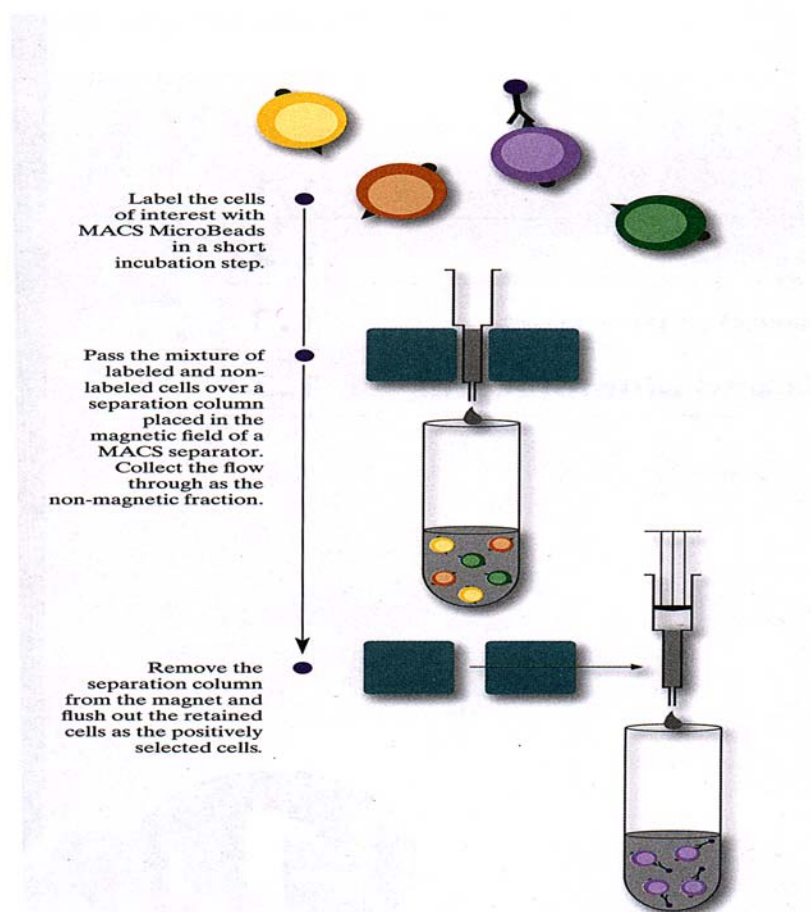 Label the cells
of interest with
MACS MicroBeads
in a short
incubation step.
Pass the mixture of
labeled and non-
labeled cells over a
separation column
placed in the
magnetic field of a
MACS separator.
Collect the flow
through as the
non-magnetic fraction.
Remove the
separation column
from the magnet and
flush out the retained
cells as the positively
selected cells.